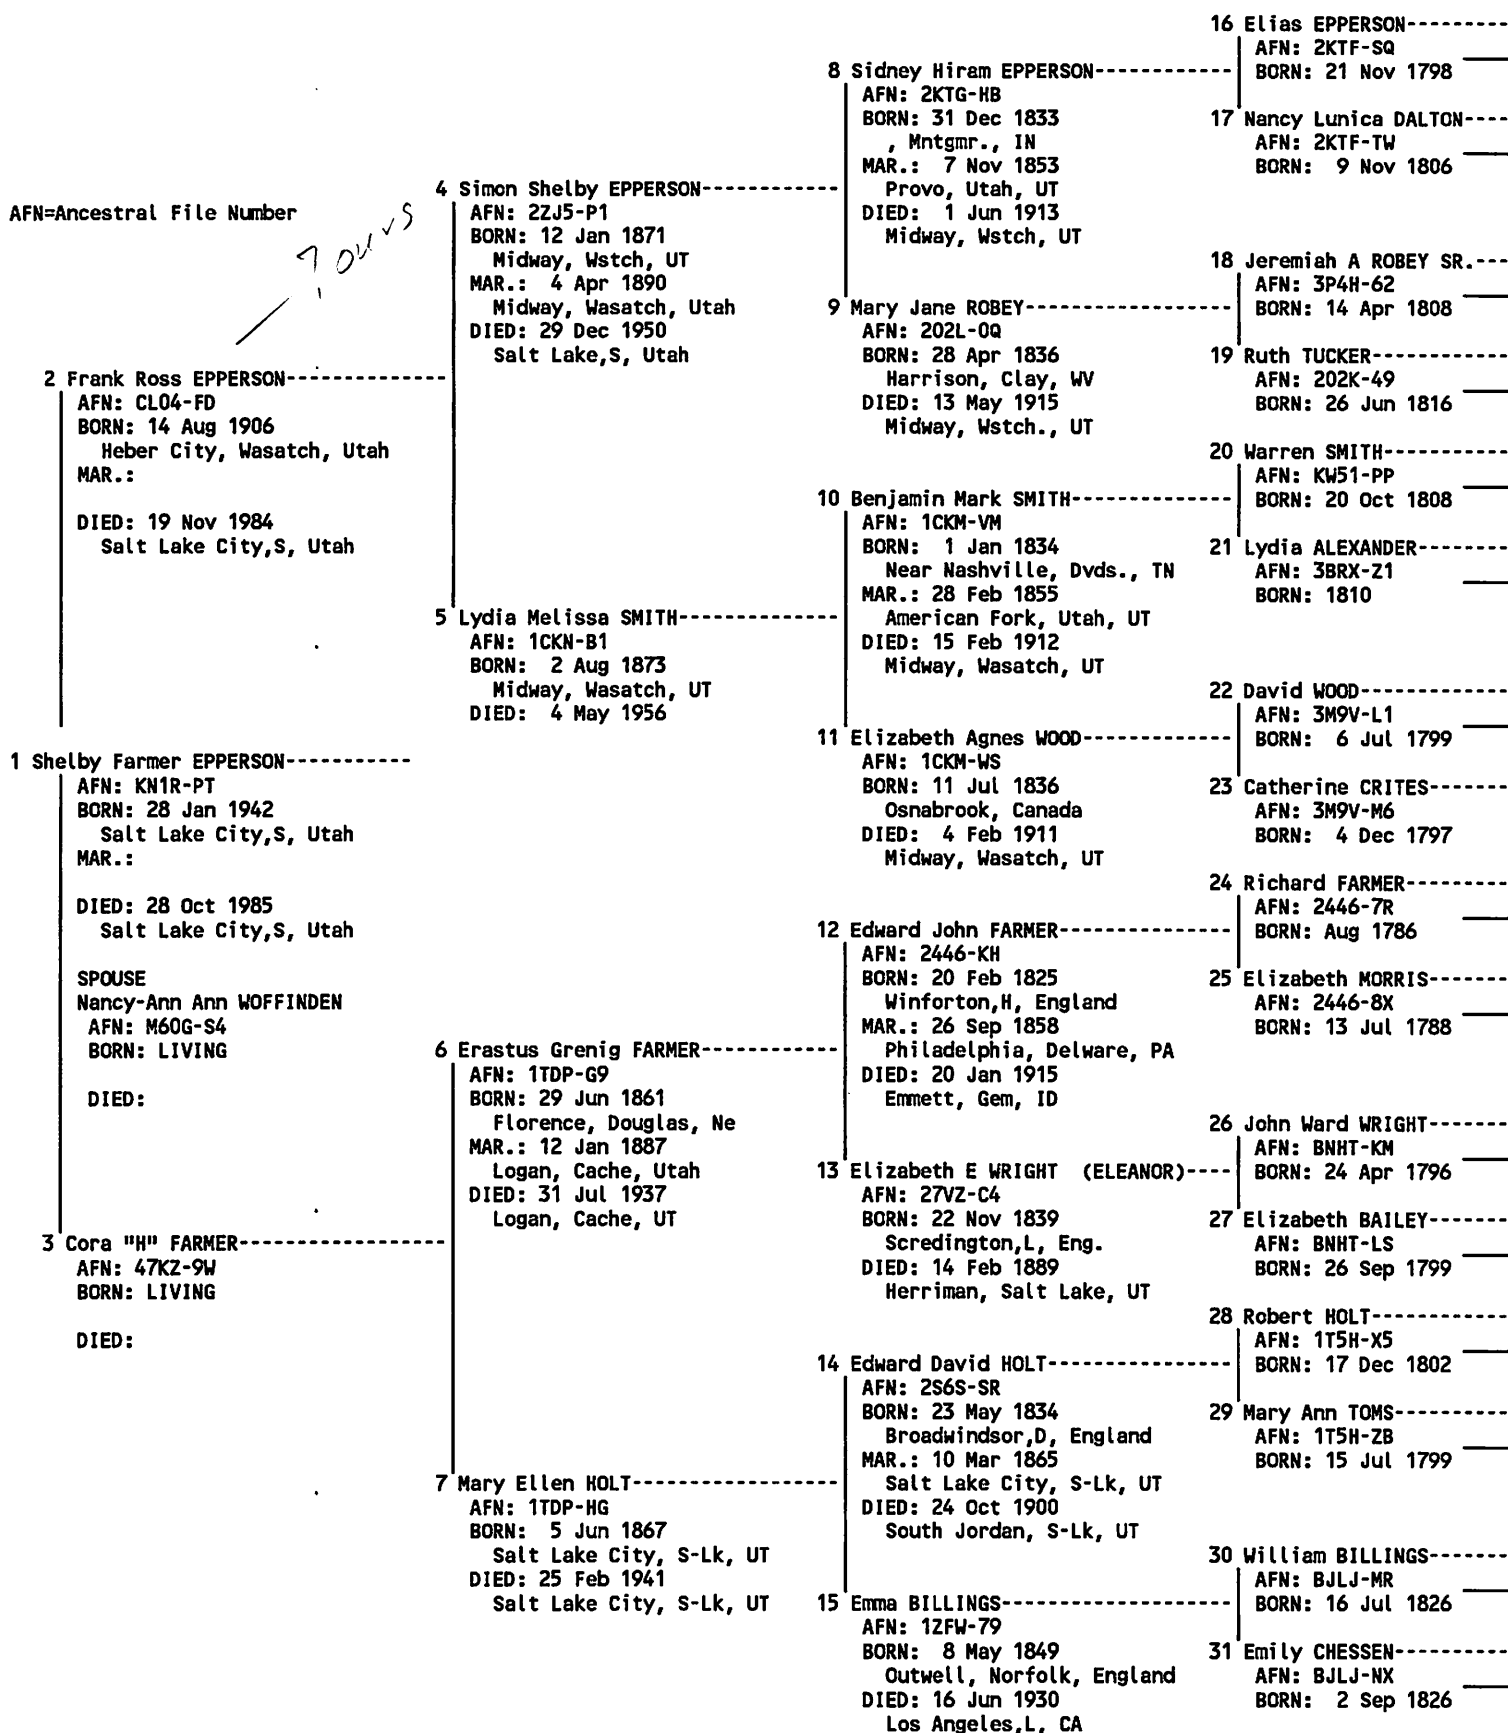 AFN=Ancestral File Number
? ours
1 Shelby Farmer EPPERSON-----------
AFN: KN1R-PT
BORN: 28 Jan 1942
Salt Lake City,S, Utah
MAR.:
DIED: 28 Oct 1985
Salt Lake City,S, Utah
SPOUSE
Nancy-Ann Ann WOFFINDEN
AFN: M60G-S4
BORN: LIVING
DIED:
2 Frank Ross EPPERSON--------------
AFN: CL04-FD
BORN: 14 Aug 1906
Heber City, Wasatch, Utah
MAR.:
DIED: 19 Nov 1984
Salt Lake City,S, Utah
3 Cora "H" FARMER------------------
AFN: 47KZ-9W
BORN: LIVING
DIED:
4 Simon Shelby EPPERSON------------
AFN: 2ZJ5-P1
BORN: 12 Jan 1871
Midway, Wstch, UT
MAR.: 4 Apr 1890
Midway, Wasatch, Utah
DIED: 29 Dec 1950
Salt Lake,S, Utah
5 Lydia Melissa SMITH--------------
AFN: 1CKN-B1
BORN: 2 Aug 1873
Midway, Wasatch, UT
DIED: 4 May 1956
6 Erastus Grenig FARMER------------
AFN: 1TDP-G9
BORN: 29 Jun 1861
Florence, Douglas, Ne
MAR.: 12 Jan 1887
Logan, Cache, Utah
DIED: 31 Jul 1937
Logan, Cache, UT
7 Mary Ellen HOLT------------------
AFN: 1TDP-HG
BORN: 5 Jun 1867
Salt Lake City, S-Lk, UT
DIED: 25 Feb 1941
Salt Lake City, S-Lk, UT
8 Sidney Hiram EPPERSON------------
AFN: 2KTG-HB
BORN: 31 Dec 1833
, Mntgmr., IN
MAR.: 7 Nov 1853
Provo, Utah, UT
DIED: 1 Jun 1913
Midway, Wstch, UT
9 Mary Jane ROBEY------------------
AFN: 202L-0Q
BORN: 28 Apr 1836
Harrison, Clay, WV
DIED: 13 May 1915
Midway, Wstch., UT
10 Benjamin Mark SMITH--------------
AFN: 1CKM-VM
BORN: 1 Jan 1834
Near Nashville, Dvds., TN
MAR.: 28 Feb 1855
American Fork, Utah, UT
DIED: 15 Feb 1912
Midway, Wasatch, UT
11 Elizabeth Agnes WOOD-------------
AFN: 1CKM-WS
BORN: 11 Jul 1836
Osnabrook, Canada
DIED: 4 Feb 1911
Midway, Wasatch, UT
12 Edward John FARMER---------------
AFN: 2446-KH
BORN: 20 Feb 1825
Winforton,H, England
MAR.: 26 Sep 1858
Philadelphia, Delware, PA
DIED: 20 Jan 1915
Emmett, Gem, ID
13 Elizabeth E WRIGHT (ELEANOR)----
AFN: 27VZ-C4
BORN: 22 Nov 1839
Scredington,L, Eng.
DIED: 14 Feb 1889
Herriman, Salt Lake, UT
14 Edward David HOLT----------------
AFN: 2S6S-SR
BORN: 23 May 1834
Broadwindsor,D, England
MAR.: 10 Mar 1865
Salt Lake City, S-Lk, UT
DIED: 24 Oct 1900
South Jordan, S-Lk, UT
15 Emma BILLINGS--------------------
AFN: 1ZFW-79
BORN: 8 May 1849
Outwell, Norfolk, England
DIED: 16 Jun 1930
Los Angeles,L, CA
16 Elias EPPERSON---------
AFN: 2KTF-SQ
BORN: 21 Nov 1798
17 Nancy Lunica DALTON----
AFN: 2KTF-TW
BORN: 9 Nov 1806
18 Jeremiah A ROBEY SR.---
AFN: 3P4H-62
BORN: 14 Apr 1808
19 Ruth TUCKER------------
AFN: 202K-49
BORN: 26 Jun 1816
20 Warren SMITH-----------
AFN: KW51-PP
BORN: 20 Oct 1808
21 Lydia ALEXANDER--------
AFN: 3BRX-Z1
BORN: 1810
22 David WOOD-------------
AFN: 3M9V-L1
BORN: 6 Jul 1799
23 Catherine CRITES-------
AFN: 3M9V-M6
BORN: 4 Dec 1797
24 Richard FARMER---------
AFN: 2446-7R
BORN: Aug 1786
25 Elizabeth MORRIS-------
AFN: 2446-8X
BORN: 13 Jul 1788
26 John Ward WRIGHT-------
AFN: BNHT-KM
BORN: 24 Apr 1796
27 Elizabeth BAILEY-------
AFN: BNHT-LS
BORN: 26 Sep 1799
28 Robert HOLT------------
AFN: 1T5H-X5
BORN: 17 Dec 1802
29 Mary Ann TOMS----------
AFN: 1T5H-ZB
BORN: 15 Jul 1799
30 William BILLINGS-------
AFN: BJLJ-MR
BORN: 16 Jul 1826
31 Emily CHESSEN----------
AFN: BJLJ-NX
BORN: 2 Sep 1826